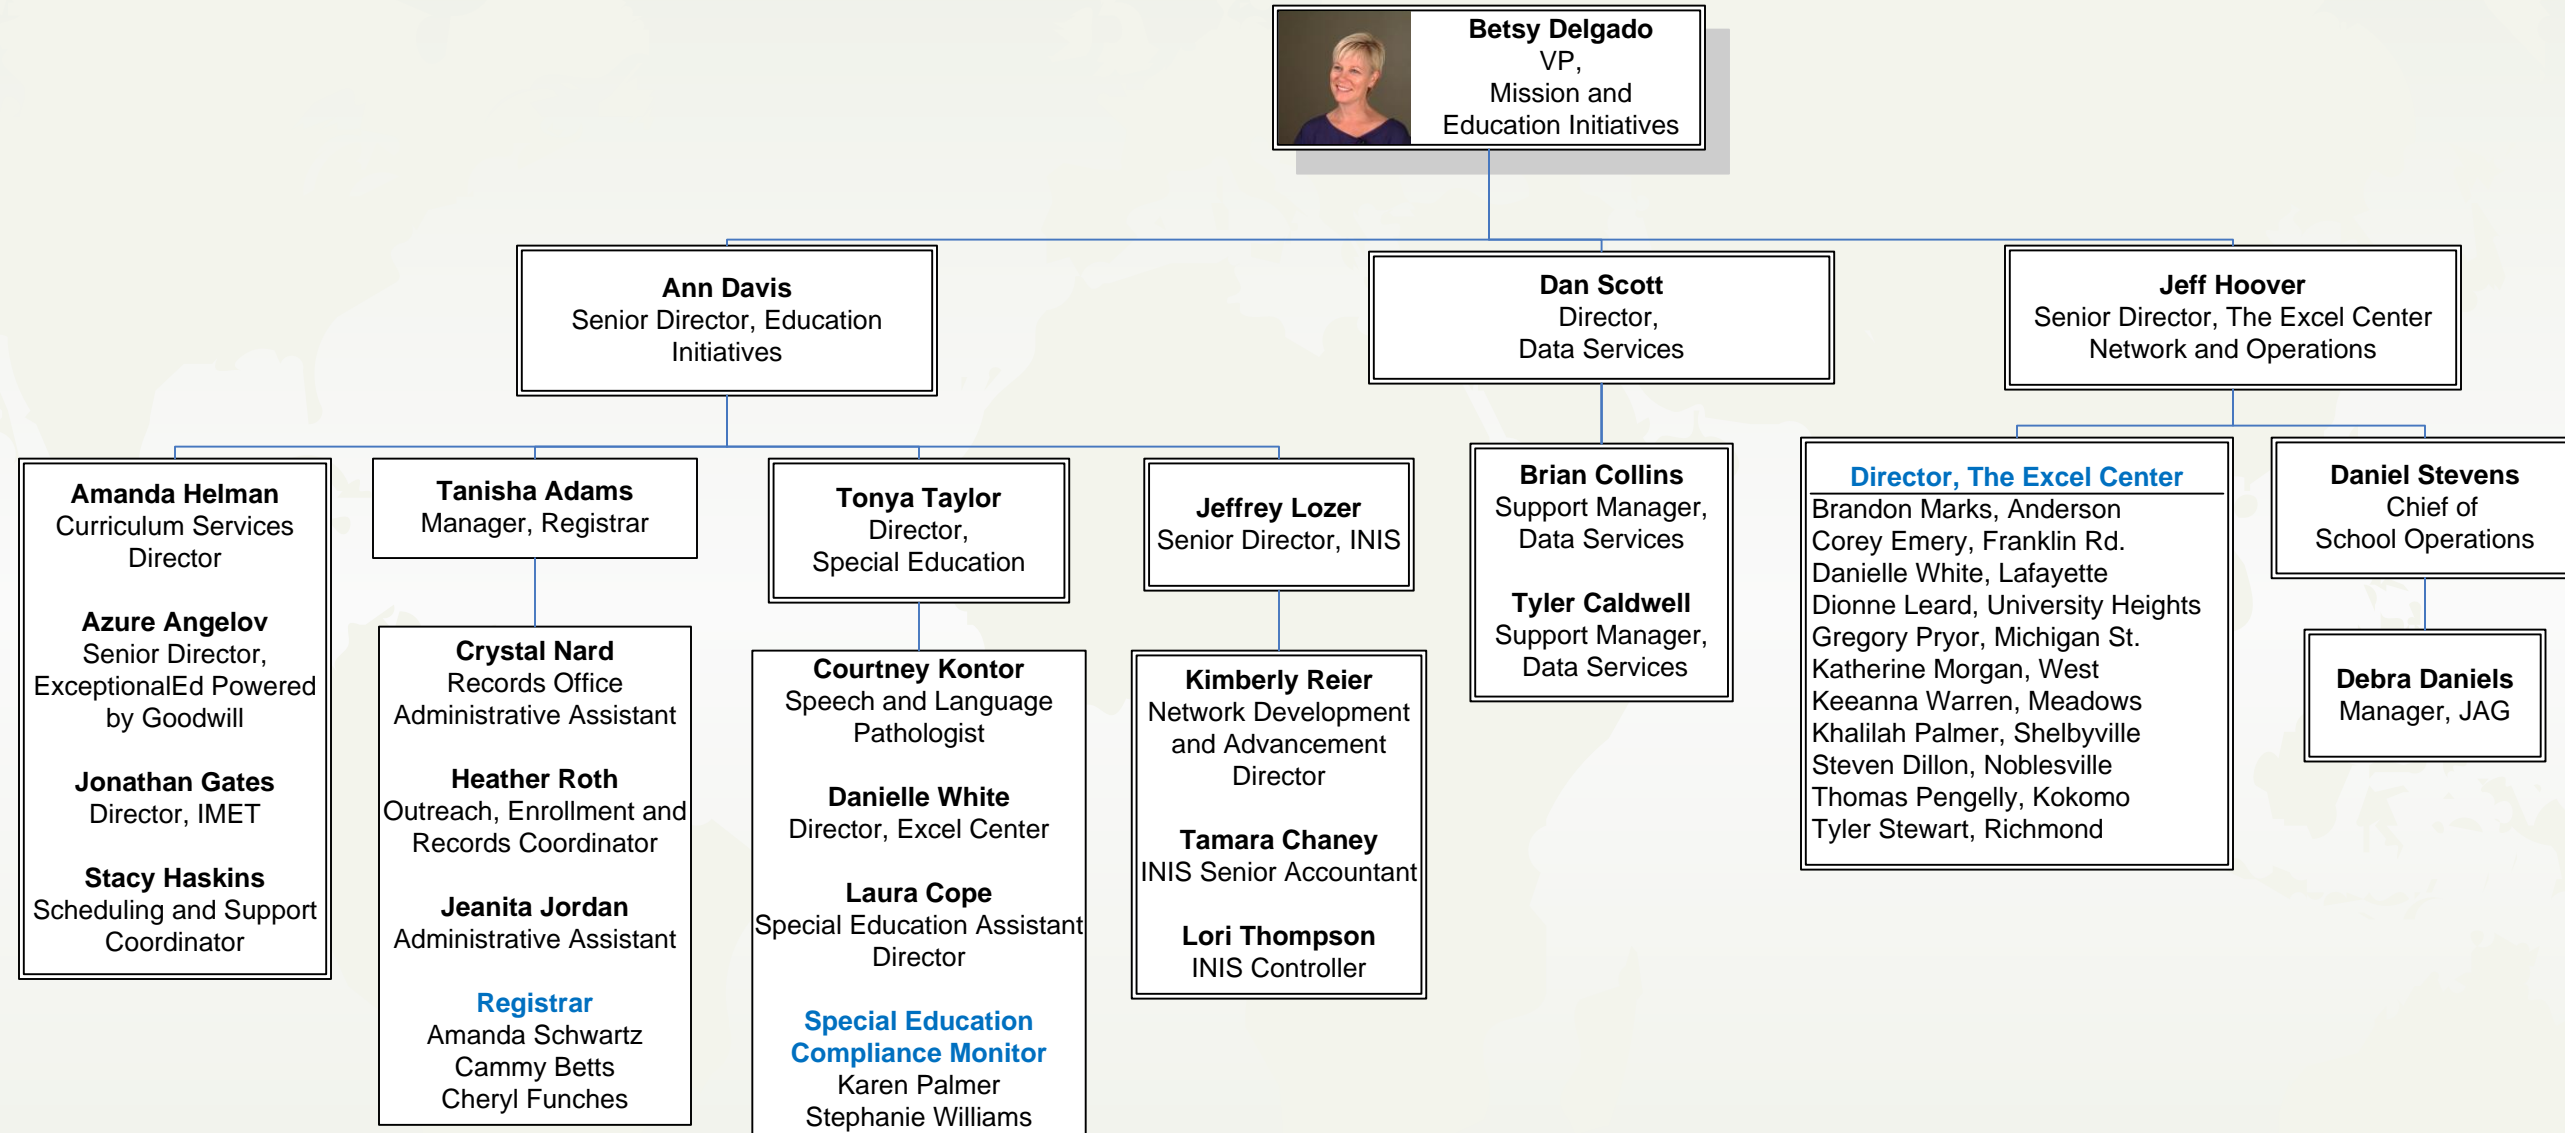 Betsy Delgado
VP,
Mission and
Education Initiatives
Ann Davis
Senior Director, Education
Initiatives
Dan Scott
Director,
Data Services
Jeff Hoover
Senior Director, The Excel Center
Network and Operations
Amanda Helman
Curriculum Services
Director
Azure Angelov
Senior Director,
ExceptionalEd Powered
by Goodwill
Jonathan Gates
Director, IMET
Stacy Haskins
Scheduling and Support
Coordinator
Tanisha Adams
Manager, Registrar
Crystal Nard
Records Office
Administrative Assistant
Heather Roth
Outreach, Enrollment and
Records Coordinator
Jeanita Jordan
Administrative Assistant
Registrar
Amanda Schwartz
Cammy Betts
Cheryl Funches
Tonya Taylor
Director,
Special Education
Courtney Kontor
Speech and Language
Pathologist
Danielle White
Director, Excel Center
Laura Cope
Special Education Assistant
Director
Special Education
Compliance Monitor
Karen Palmer
Stephanie Williams
Jeffrey Lozer
Senior Director, INIS
Kimberly Reier
Network Development
and Advancement
Director
Tamara Chaney
INIS Senior Accountant
Lori Thompson
INIS Controller
Brian Collins
Support Manager,
Data Services
Tyler Caldwell
Support Manager,
Data Services
Director, The Excel Center
Brandon Marks, Anderson
Corey Emery, Franklin Rd.
Danielle White, Lafayette
Dionne Leard, University Heights
Gregory Pryor, Michigan St.
Katherine Morgan, West
Keeanna Warren, Meadows
Khalilah Palmer, Shelbyville
Steven Dillon, Noblesville
Thomas Pengelly, Kokomo
Tyler Stewart, Richmond
Daniel Stevens
Chief of
School Operations
Debra Daniels
Manager, JAG